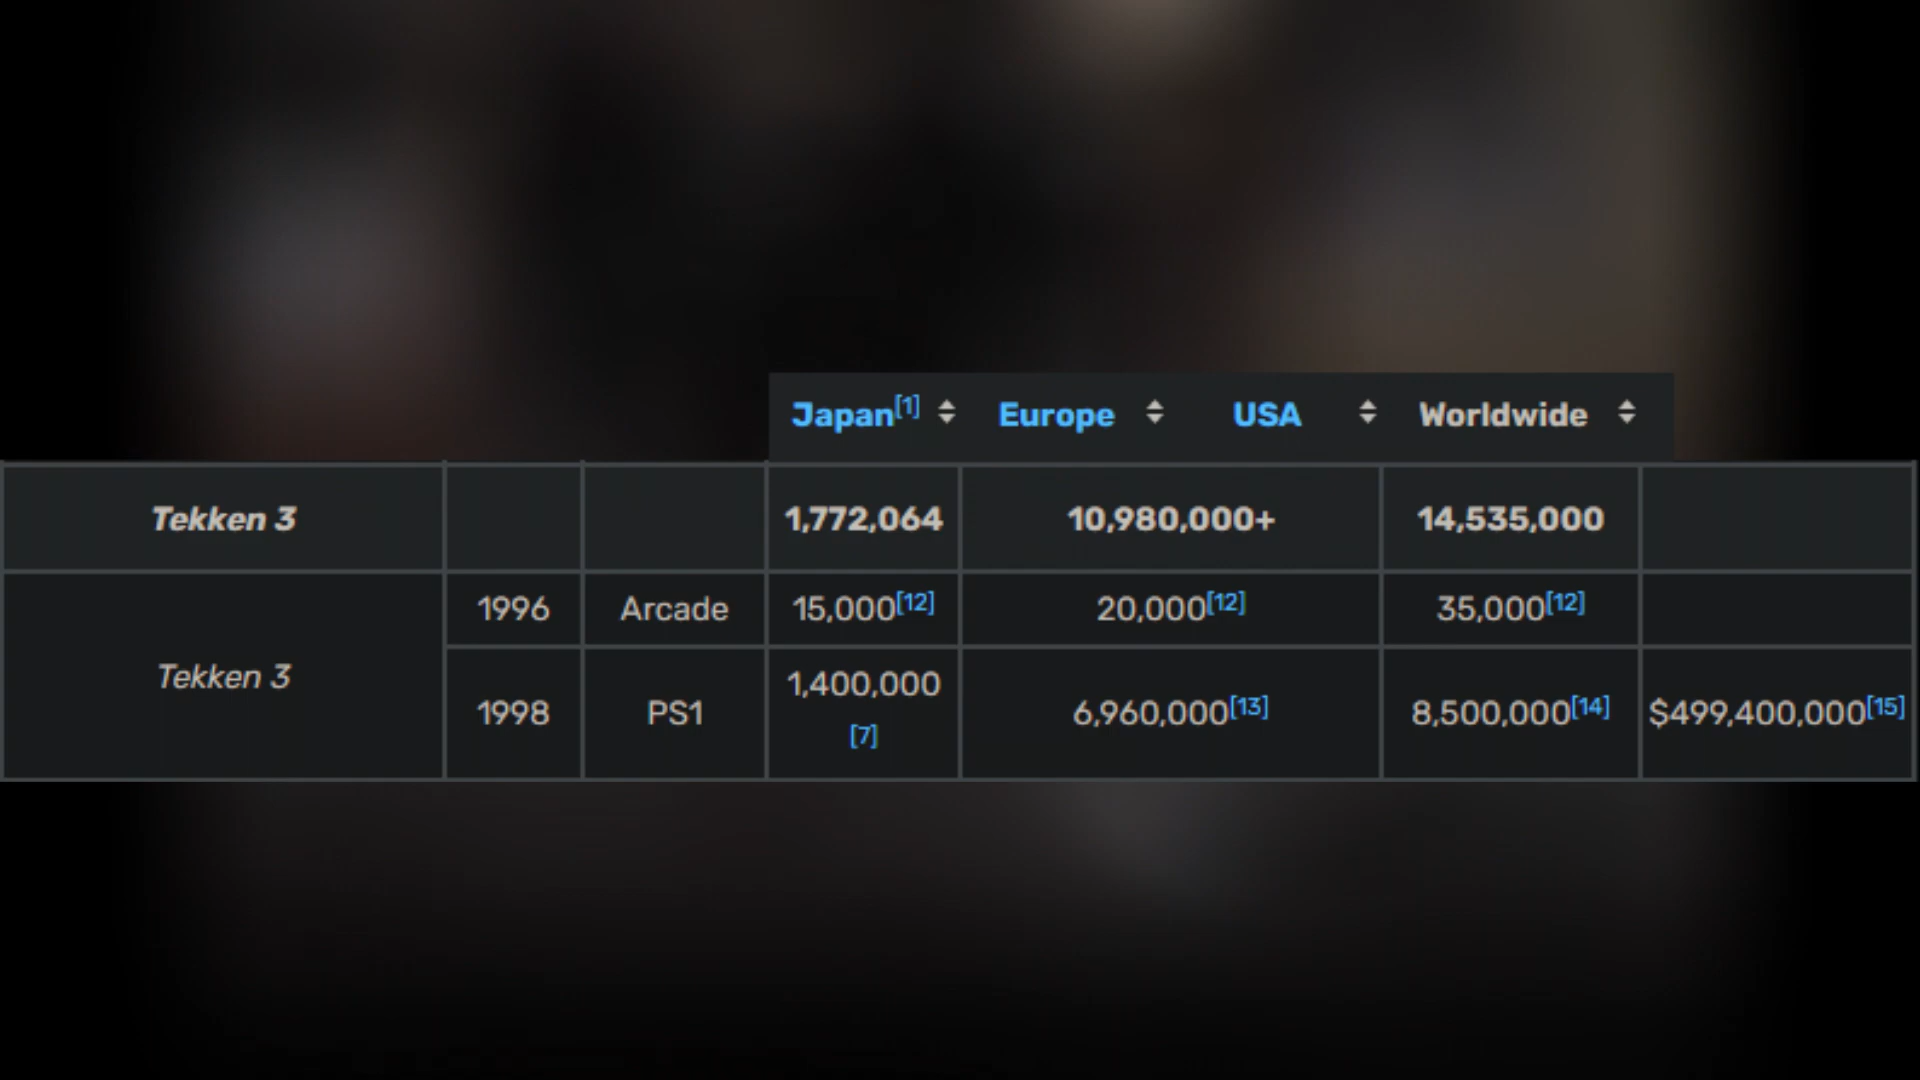 Japan[1] Europe USA Worldwide
Tekken 3 1,772,064 10,980,000+ 14,535,000
Tekken 3 1996 Arcade 15,000[12] 20,000[12] 35,000[12]
1998 PS1 1,400,000[7] 6,960,000[13] 8,500,000[14] $499,400,000[15]